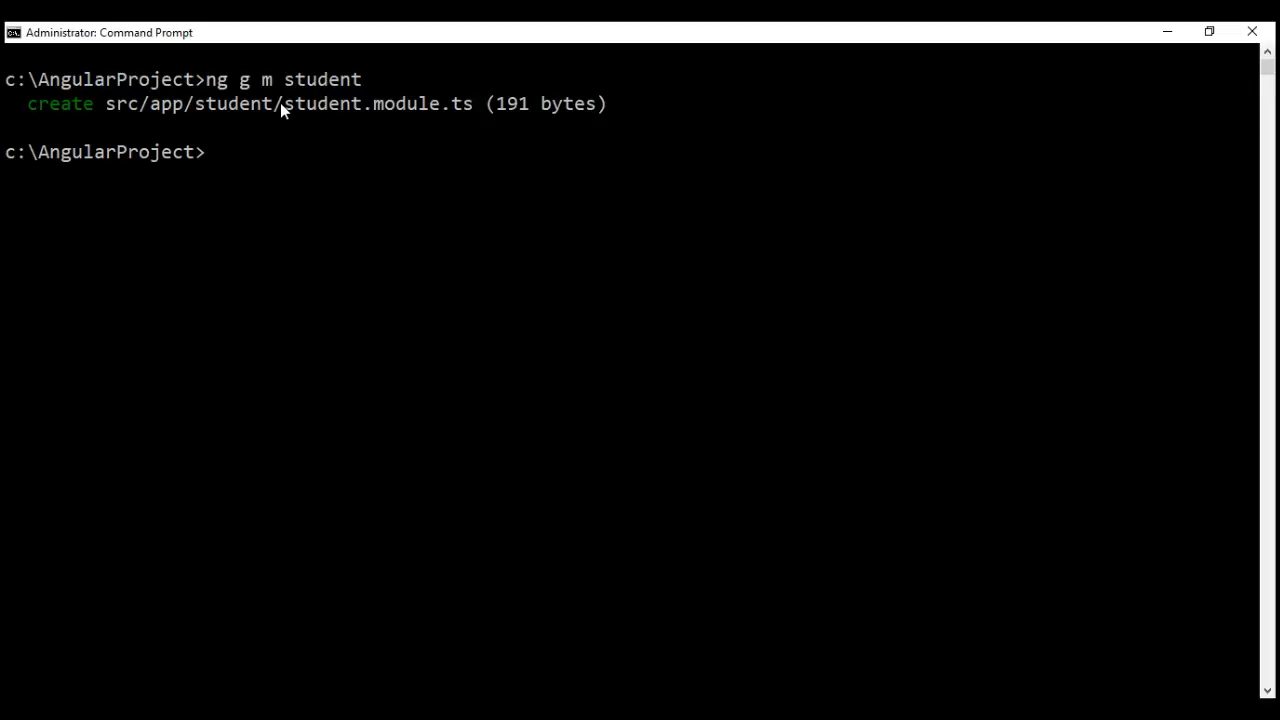 Administrator: Command Prompt
c:\AngularProject>ng g m student
create src/app/student/student.module.ts (191 bytes)
c:\AngularProject>